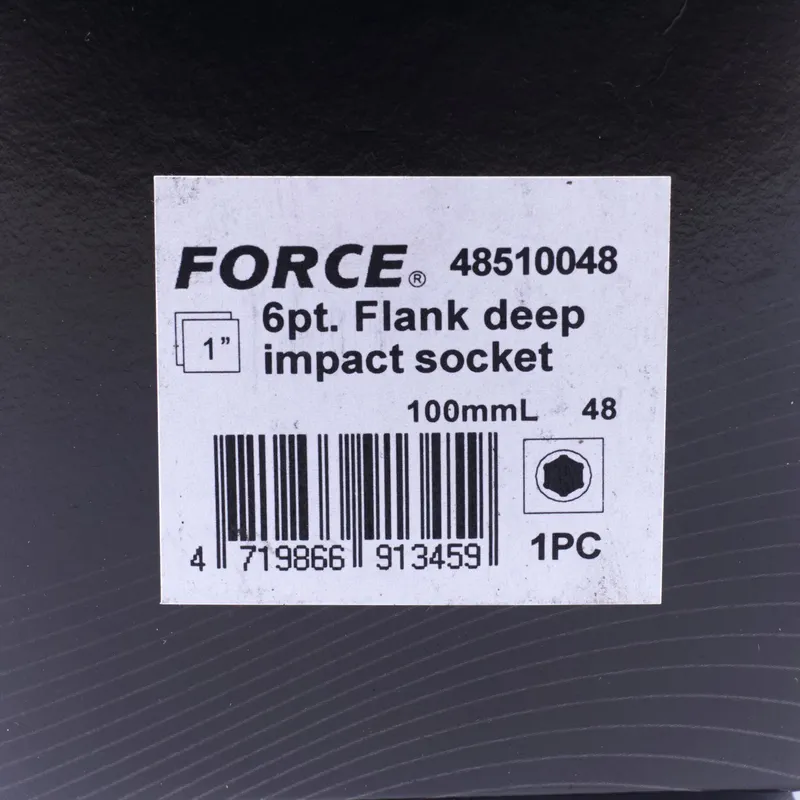 FORCE® 48510048
1" 6pt. Flank deep
impact socket
100mmL 48
1PC
4 719866 913459